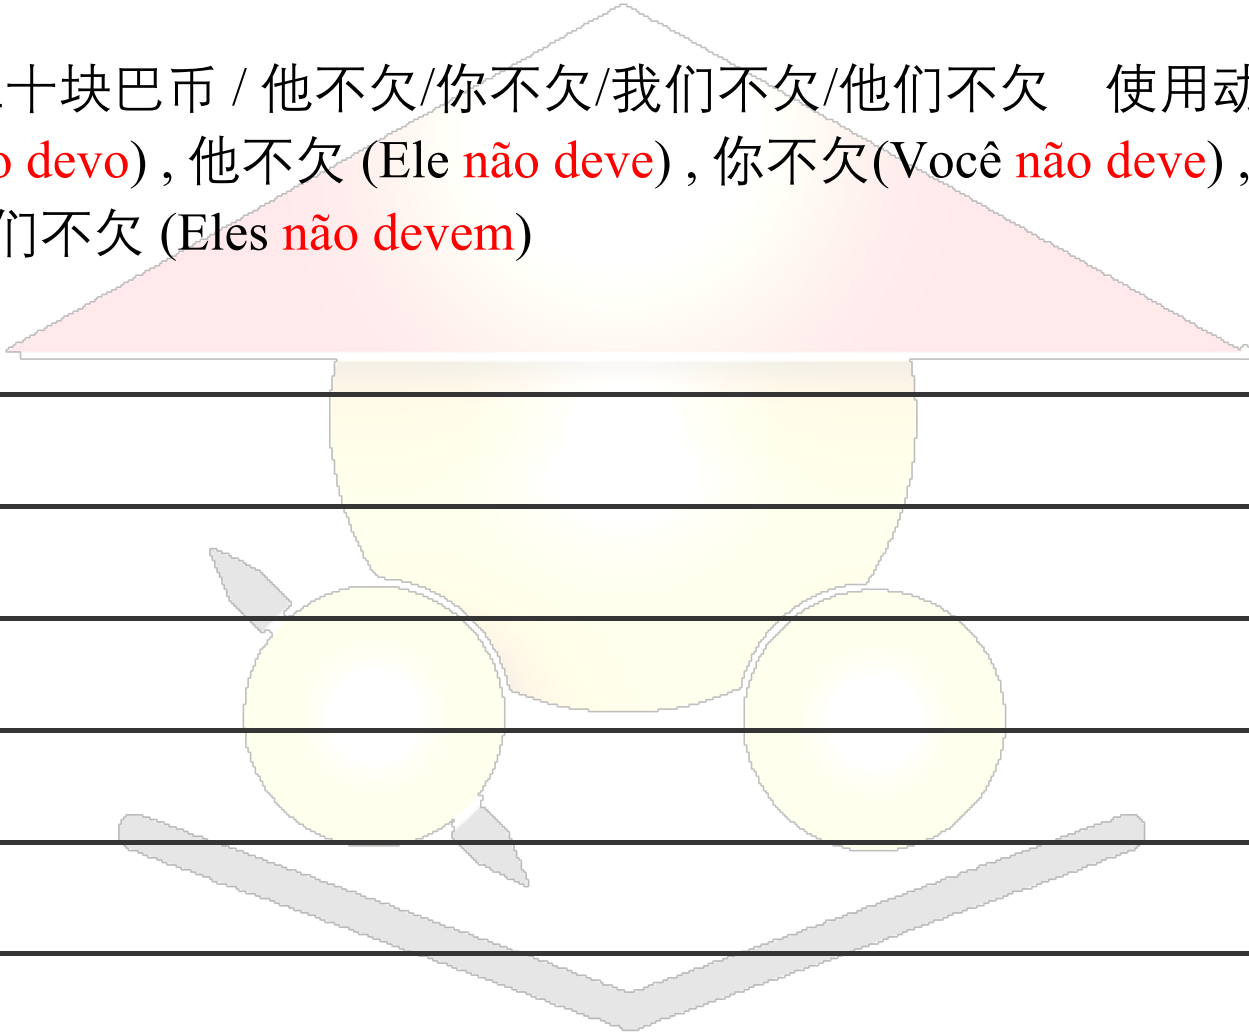 十块巴币 / 他不欠/你不欠/我们不欠/他们不欠 使用动
o devo) , 他不欠 (Ele não deve) , 你不欠(Você não deve) ,
们不欠 (Eles não devem)